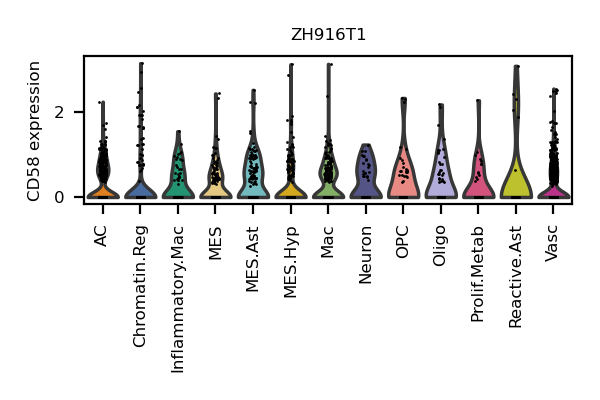 ZH916T1
CD58 expression
2
0
AC
Chromatin.Reg
Inflammatory.Mac
MES
MES.Ast
MES.Hyp
Mac
Neuron
OPC
Oligo
Prolif.Metab
Reactive.Ast
Vasc